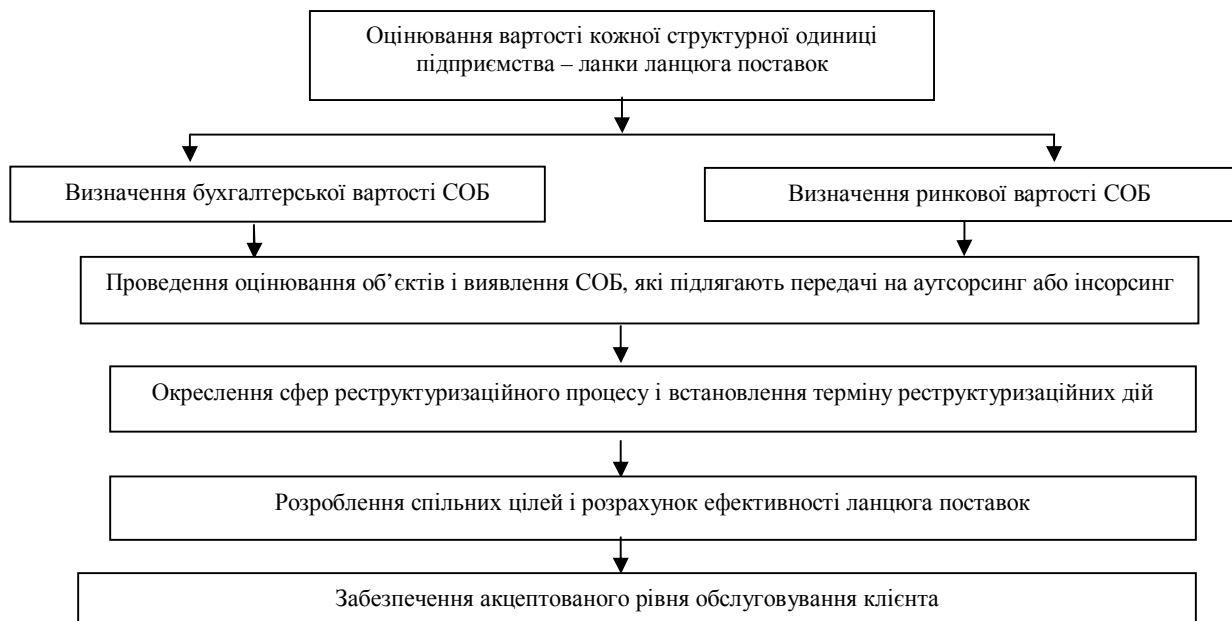 Оцінювання вартості кожної структурної одиниці
підприємства – ланки ланцюга поставок
Визначення бухгалтерської вартості СОБ
Визначення ринкової вартості СОБ
Проведення оцінювання об’єктів і виявлення СОБ, які підлягають передачі на аутсорсинг або інсорсинг
Окреслення сфер реструктуризаційного процесу і встановлення терміну реструктуризаційних дій
Розроблення спільних цілей і розрахунок ефективності ланцюга поставок
Забезпечення акцептованого рівня обслуговування клієнта